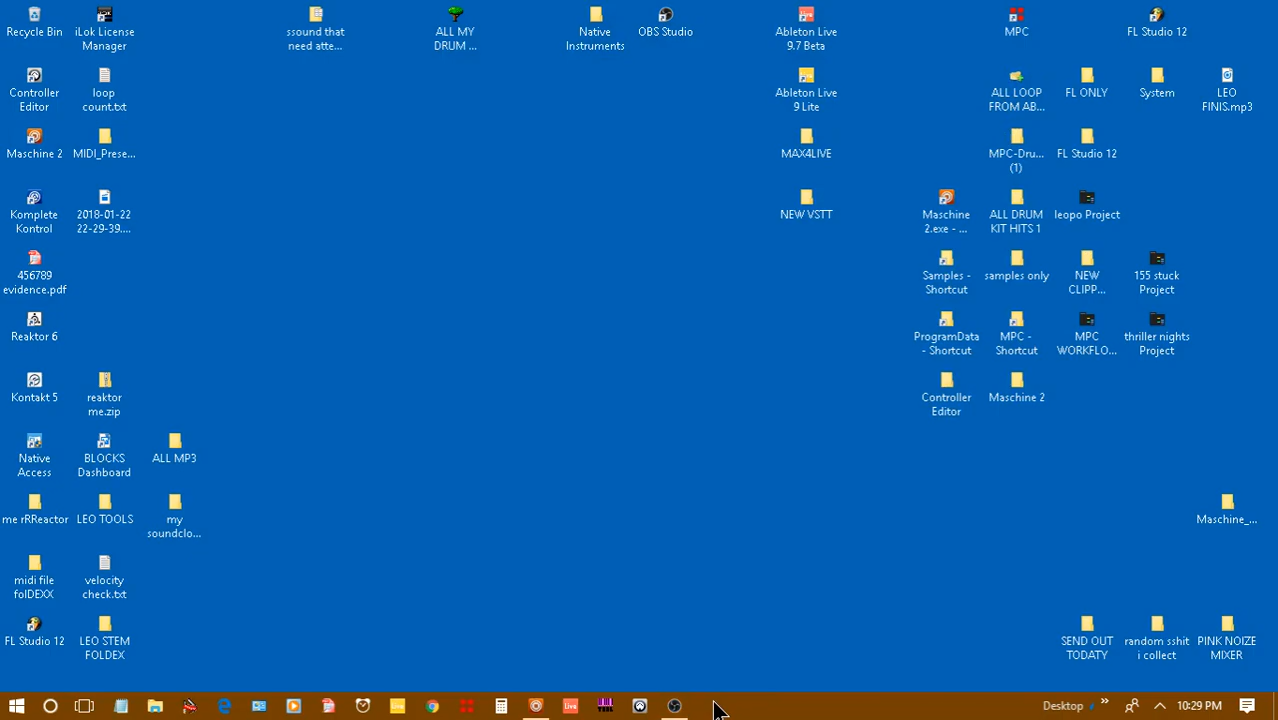 Recycle Bin
iLok License
Manager
ssound that
need atte...
ALL MY
DRUM ...
Native
Instruments
OBS Studio
Ableton Live
9.7 Beta
MPC
FL Studio 12
Controller
Editor
loop
count.txt
Ableton Live
9 Lite
ALL LOOP
FROM AB...
FL ONLY
System
LEO
FINIS.mp3
Maschine 2
MIDI_Prese...
MAX4LIVE
MPC-Dru...
(1)
FL Studio 12
Komplete
Kontrol
2018-01-22
22-29-39....
NEW VSTT
Maschine
2.exe - ...
ALL DRUM
KIT HITS 1
leopo Project
456789
evidence.pdf
Samples -
Shortcut
samples only
NEW
CLIPP...
155 stuck
Project
Reaktor 6
ProgramData
- Shortcut
MPC -
Shortcut
MPC
WORKFLO...
thriller nights
Project
Kontakt 5
reaktor
me.zip
Controller
Editor
Maschine 2
Native
Access
BLOCKS
Dashboard
ALL MP3
me rRReactor
LEO TOOLS
my
soundclo...
Maschine_...
midi file
folDEXX
velocity
check.txt
FL Studio 12
LEO STEM
FOLDEX
SEND OUT
TODATY
random sshit
i collect
PINK NOIZE
MIXER
Live
Live
Desktop
10:29 PM